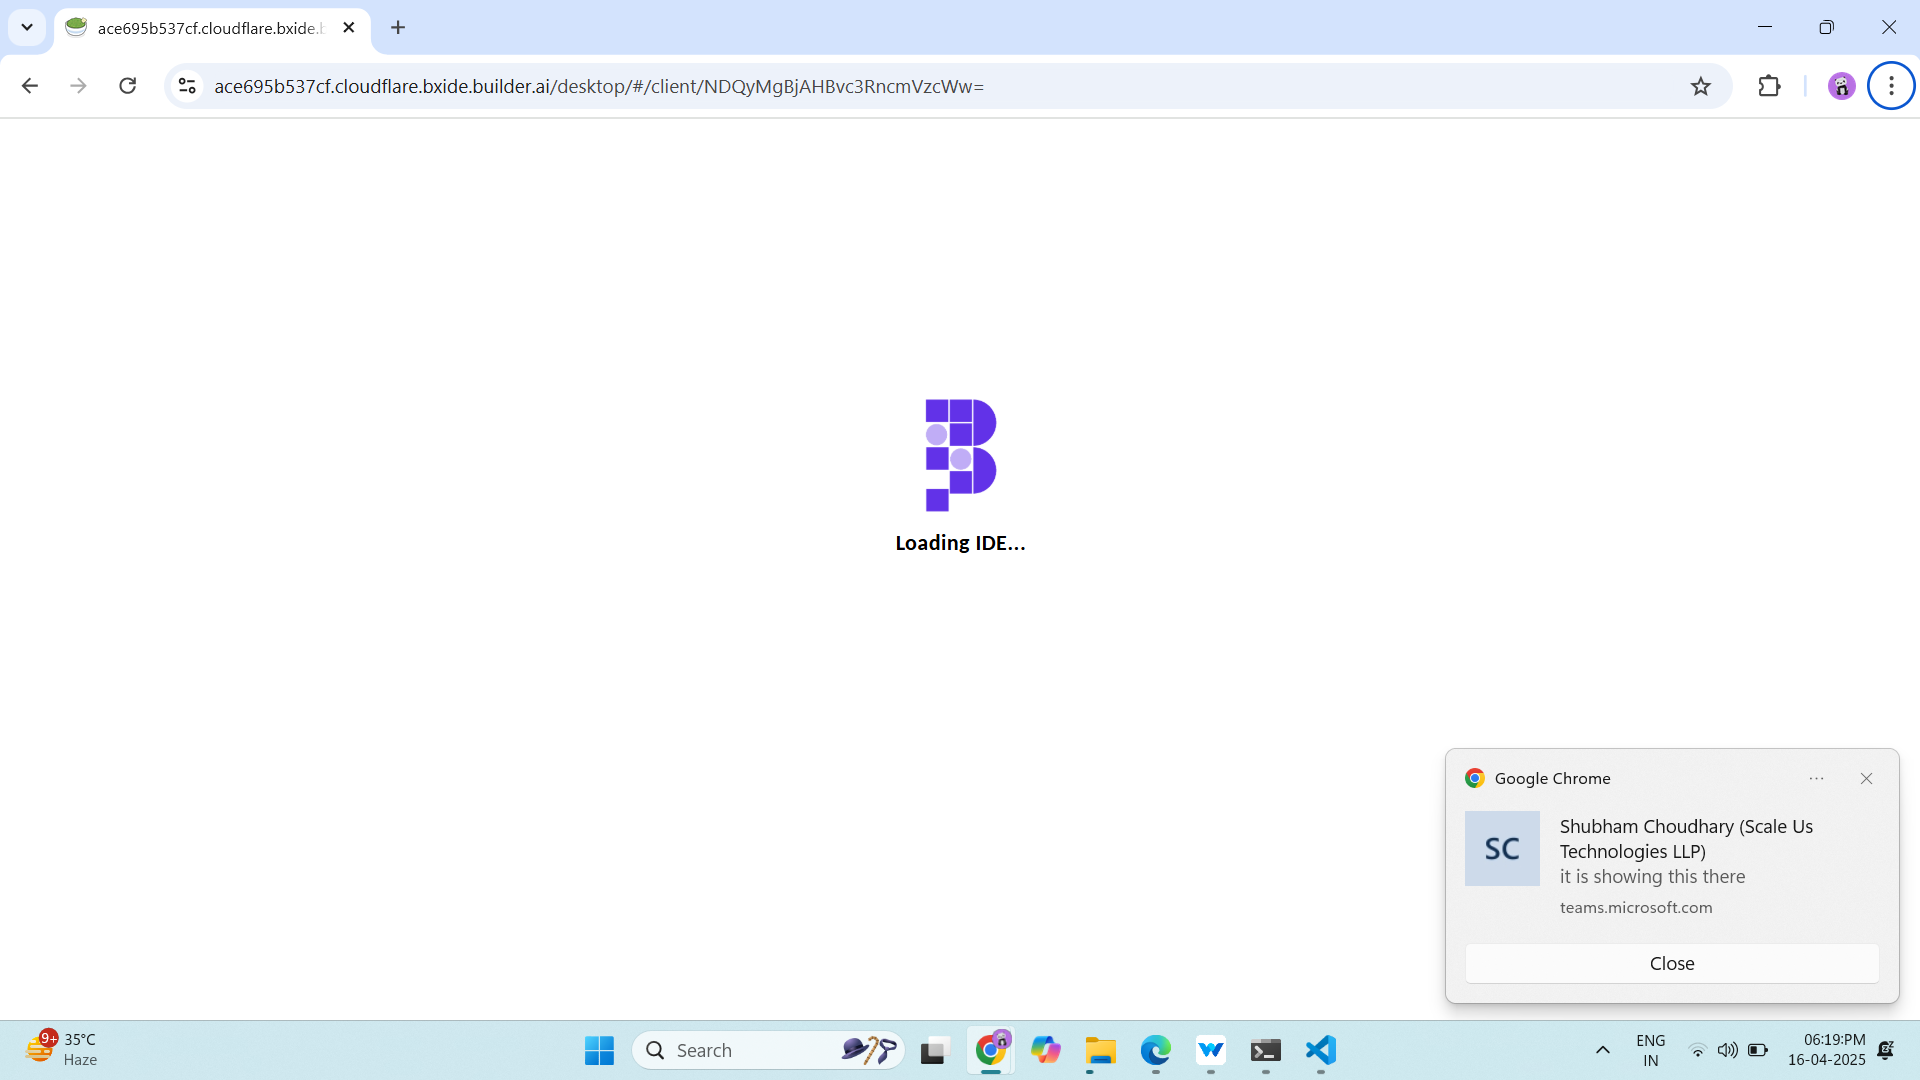 ace695b537cf.cloudflare.bxide.b
ace695b537cf.cloudflare.bxide.builder.ai/desktop/#/client/NDQyMgBjAHBvc3RncmVzcWw=
Loading IDE...
Google Chrome
SC
Shubham Choudhary (Scale Us
Technologies LLP)
it is showing this there
teams.microsoft.com
Close
9+
35°C
Haze
Search
ENG
IN
06:19:PM
16-04-2025